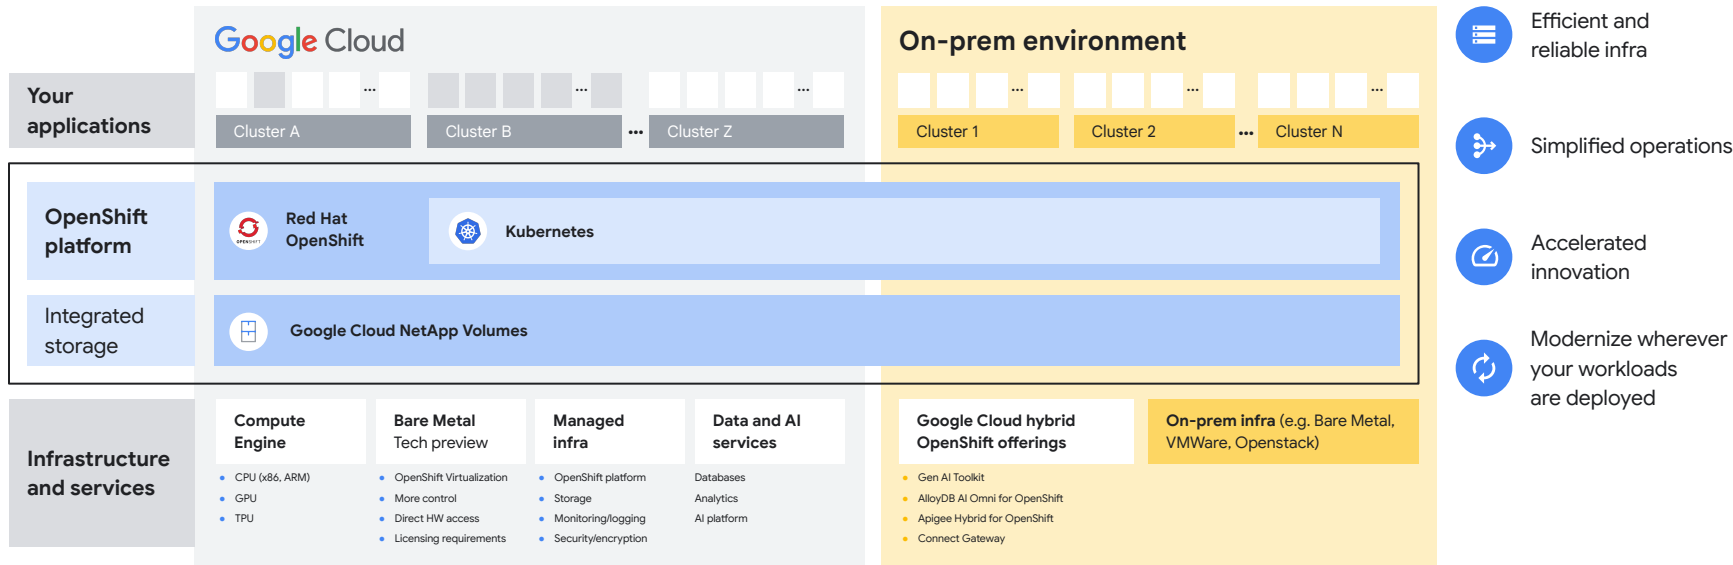 Google Cloud
On-prem environment
Your
applications
...
...
...
...
...
...
Cluster A
Cluster B
...
Cluster Z
Cluster 1
Cluster 2
...
Cluster N
OpenShift
platform
OPENSHIFT
Red Hat
OpenShift
Kubernetes
Integrated
storage
Google Cloud NetApp Volumes
Infrastructure
and services
Compute
Engine
CPU (x86, ARM)
GPU
TPU
Bare Metal
Tech preview
OpenShift Virtualization
More control
Direct HW access
Licensing requirements
Managed
infra
OpenShift platform
Storage
Monitoring/logging
Security/encryption
Data and AI
services
Databases
Analytics
AI platform
Google Cloud hybrid
OpenShift offerings
Gen AI Toolkit
AlloyDB AI Omni for OpenShift
Apigee Hybrid for OpenShift
Connect Gateway
On-prem infra (e.g. Bare Metal,
VMWare, Openstack)
Efficient and
reliable infra
Simplified operations
Accelerated
innovation
Modernize wherever
your workloads
are deployed